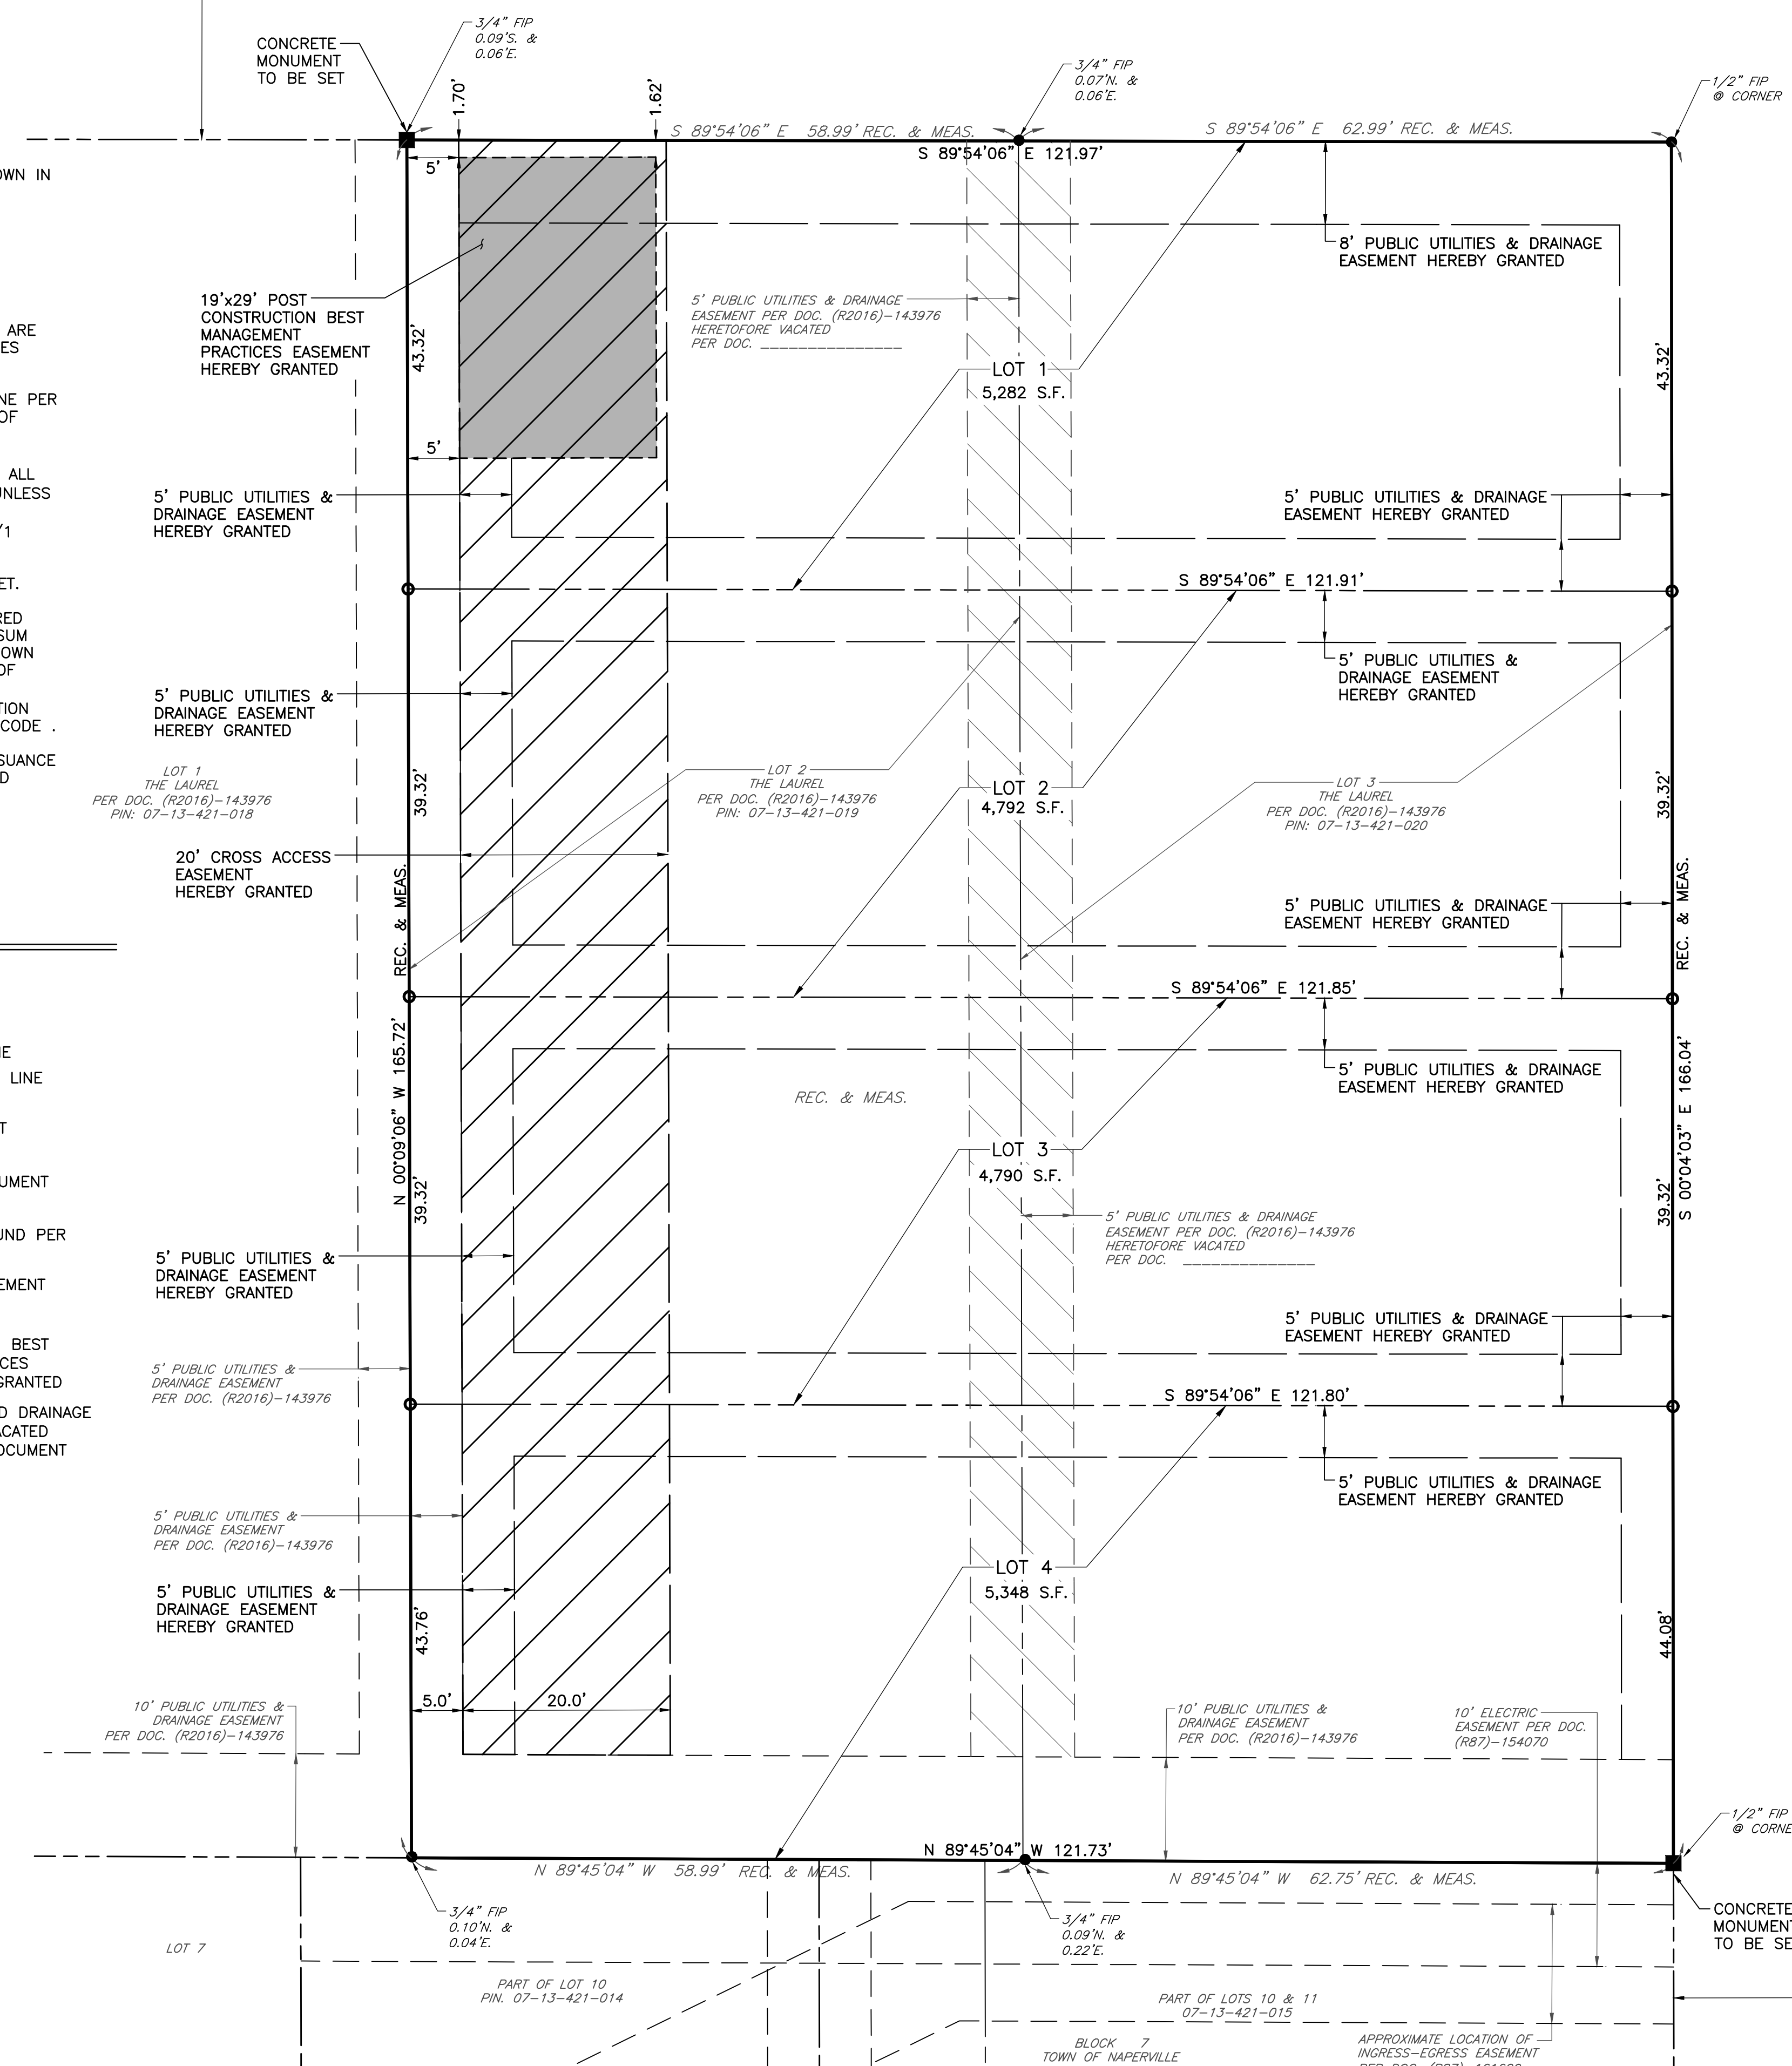 3/4" FIP
0.09'S. &
0.06'E.
CONCRETE
MONUMENT
TO BE SET
3/4" FIP
0.07'N. &
0.06'E.
1/2" FIP
@ CORNER
1.70'
1.62'
S 89°54'06" E 58.99' REC. & MEAS.
S 89°54'06" E 62.99' REC. & MEAS.
S 89°54'06" E 121.97'
5'
OWN IN
8' PUBLIC UTILITIES & DRAINAGE
EASEMENT HEREBY GRANTED
19'x29' POST
CONSTRUCTION BEST
MANAGEMENT
PRACTICES EASEMENT
HEREBY GRANTED
5' PUBLIC UTILITIES & DRAINAGE
EASEMENT PER DOC. (R2016)-143976
HERETOFORE VACATED
PER DOC. _______________
ARE
ES
43.32'
43.32'
LOT 1
5,282 S.F.
NE PER
OF
5'
ALL
UNLESS
5' PUBLIC UTILITIES &
DRAINAGE EASEMENT
HEREBY GRANTED
5' PUBLIC UTILITIES & DRAINAGE
EASEMENT HEREBY GRANTED
/1
ET.
S 89°54'06" E 121.91'
RED
SUM
OWN
OF
5' PUBLIC UTILITIES &
DRAINAGE EASEMENT
HEREBY GRANTED
5' PUBLIC UTILITIES &
DRAINAGE EASEMENT
HEREBY GRANTED
TION
CODE .
SUANCE
D
LOT 1
THE LAUREL
PER DOC. (R2016)-143976
PIN: 07-13-421-018
39.32'
LOT 2
THE LAUREL
PER DOC. (R2016)-143976
PIN: 07-13-421-019
LOT 2
4,792 S.F.
LOT 3
THE LAUREL
PER DOC. (R2016)-143976
PIN: 07-13-421-020
39.32'
20' CROSS ACCESS
EASEMENT
HEREBY GRANTED
REC. & MEAS.
REC. & MEAS.
5' PUBLIC UTILITIES & DRAINAGE
EASEMENT HEREBY GRANTED
S 89°54'06" E 121.85'
N 00°09'06" W 165.72'
S 00°04'03" E 166.04'
NE
LINE
5' PUBLIC UTILITIES & DRAINAGE
EASEMENT HEREBY GRANTED
REC. & MEAS.
T
LOT 3
4,790 S.F.
UMENT
39.32'
39.32'
5' PUBLIC UTILITIES & DRAINAGE
EASEMENT PER DOC. (R2016)-143976
HERETOFORE VACATED
PER DOC. ______________
UND PER
5' PUBLIC UTILITIES &
DRAINAGE EASEMENT
HEREBY GRANTED
EMENT
5' PUBLIC UTILITIES & DRAINAGE
EASEMENT HEREBY GRANTED
BEST
CES
GRANTED
5' PUBLIC UTILITIES &
DRAINAGE EASEMENT
PER DOC. (R2016)-143976
D DRAINAGE
ACATED
OCUMENT
S 89°54'06" E 121.80'
5' PUBLIC UTILITIES & DRAINAGE
EASEMENT HEREBY GRANTED
5' PUBLIC UTILITIES &
DRAINAGE EASEMENT
PER DOC. (R2016)-143976
LOT 4
5,348 S.F.
5' PUBLIC UTILITIES &
DRAINAGE EASEMENT
HEREBY GRANTED
43.76'
44.08'
5.0'
20.0'
10' PUBLIC UTILITIES &
DRAINAGE EASEMENT
PER DOC. (R2016)-143976
10' PUBLIC UTILITIES &
DRAINAGE EASEMENT
PER DOC. (R2016)-143976
10' ELECTRIC
EASEMENT PER DOC.
(R87)-154070
1/2" FIP
@ CORNE
N 89°45'04" W 121.73'
N 89°45'04" W 58.99' REC. & MEAS.
N 89°45'04" W 62.75' REC. & MEAS.
3/4" FIP
0.10'N. &
0.04'E.
3/4" FIP
0.09'N. &
0.22'E.
CONCRETE
MONUMENT
TO BE SE
LOT 7
PART OF LOT 10
PIN. 07-13-421-014
PART OF LOTS 10 & 11
07-13-421-015
BLOCK 7
TOWN OF NAPERVILLE
APPROXIMATE LOCATION OF
INGRESS-EGRESS EASEMENT